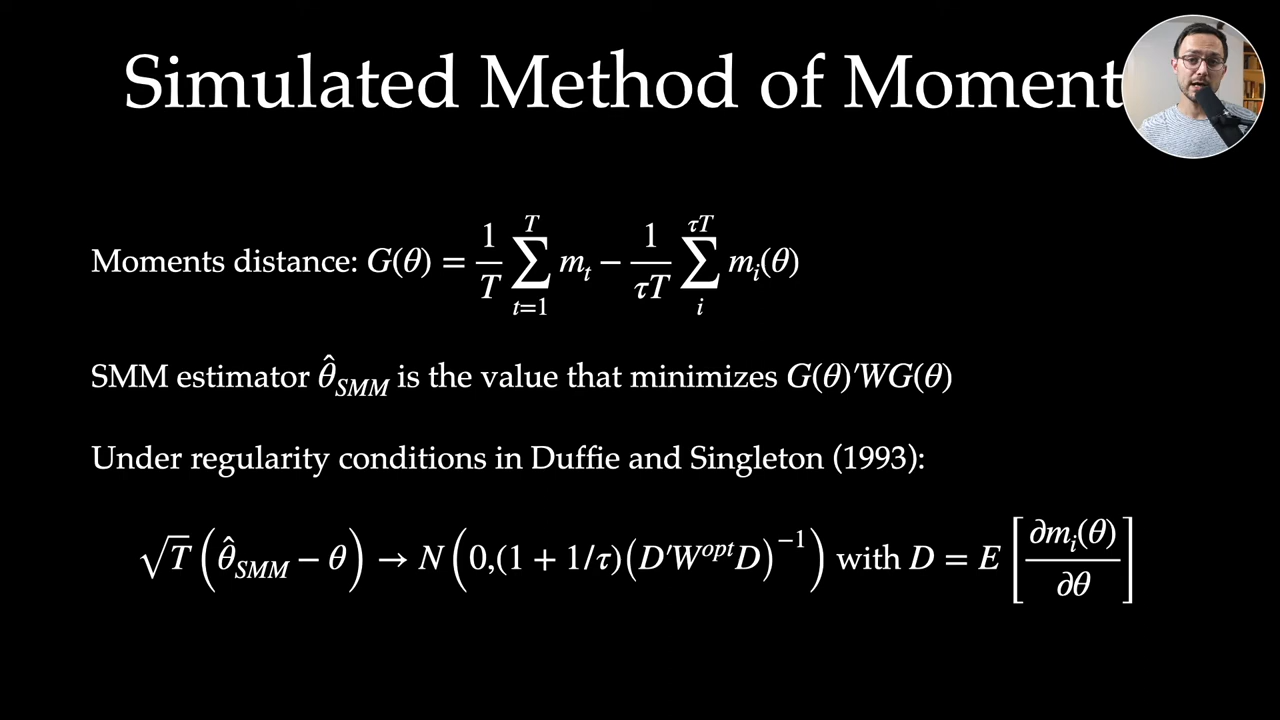 Simulated Method of Moment
Moments distance: G(θ) = 1/T ∑_{t=1}^{T} m_t − 1/τT ∑_{i}^{τT} m_i(θ)
SMM estimator θ̂_SMM is the value that minimizes G(θ)′WG(θ)
Under regularity conditions in Duffie and Singleton (1993):
√T (θ̂_SMM − θ) → N (0,(1 + 1/τ)(D′W^opt D)^−1) with D = E [∂m_i(θ)/∂θ]